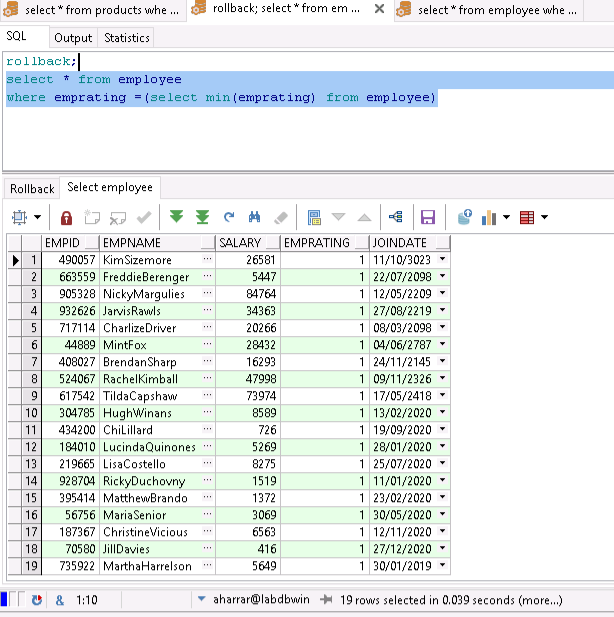 select * from products whe ... rollback; select * from em ... select * from employee whe ...
SQL Output Statistics
rollback;
select * from employee
where emprating =(select min(emprating) from employee)
Rollback Select employee
EMPID EMPNAME SALARY EMPRATING JOINDATE
1 490057 KimSizemore ... 26581 1 11/10/3023
2 663559 FreddieBerenger ... 5447 1 22/07/2098
3 905328 NickyMargulies ... 84764 1 12/05/2209
4 932626 JarvisRawls ... 34363 1 27/08/2219
5 717114 CharlizeDriver ... 20266 1 08/03/2098
6 44889 MintFox ... 28432 1 04/06/2787
7 408027 BrendanSharp ... 16293 1 24/11/2145
8 524067 RachelKimball ... 47998 1 09/11/2326
9 617542 TildaCapshaw ... 73974 1 17/05/2418
10 304785 HughWinans ... 8589 1 13/02/2020
11 434200 ChiLillard ... 726 1 19/09/2020
12 184010 LucindaQuinones ... 5269 1 28/01/2020
13 219665 LisaCostello ... 8275 1 25/07/2020
14 928704 RickyDuchovny ... 1519 1 11/01/2020
15 395414 MatthewBrando ... 1372 1 23/02/2020
16 56756 MariaSenior ... 3069 1 30/05/2020
17 187367 ChristineVicious ... 6563 1 12/11/2020
18 70580 JillDavies ... 416 1 27/12/2020
19 735922 MarthaHarrelson ... 5649 1 30/01/2019
& 1:10 aharrar@labdbwin 19 rows selected in 0.039 seconds (more...)